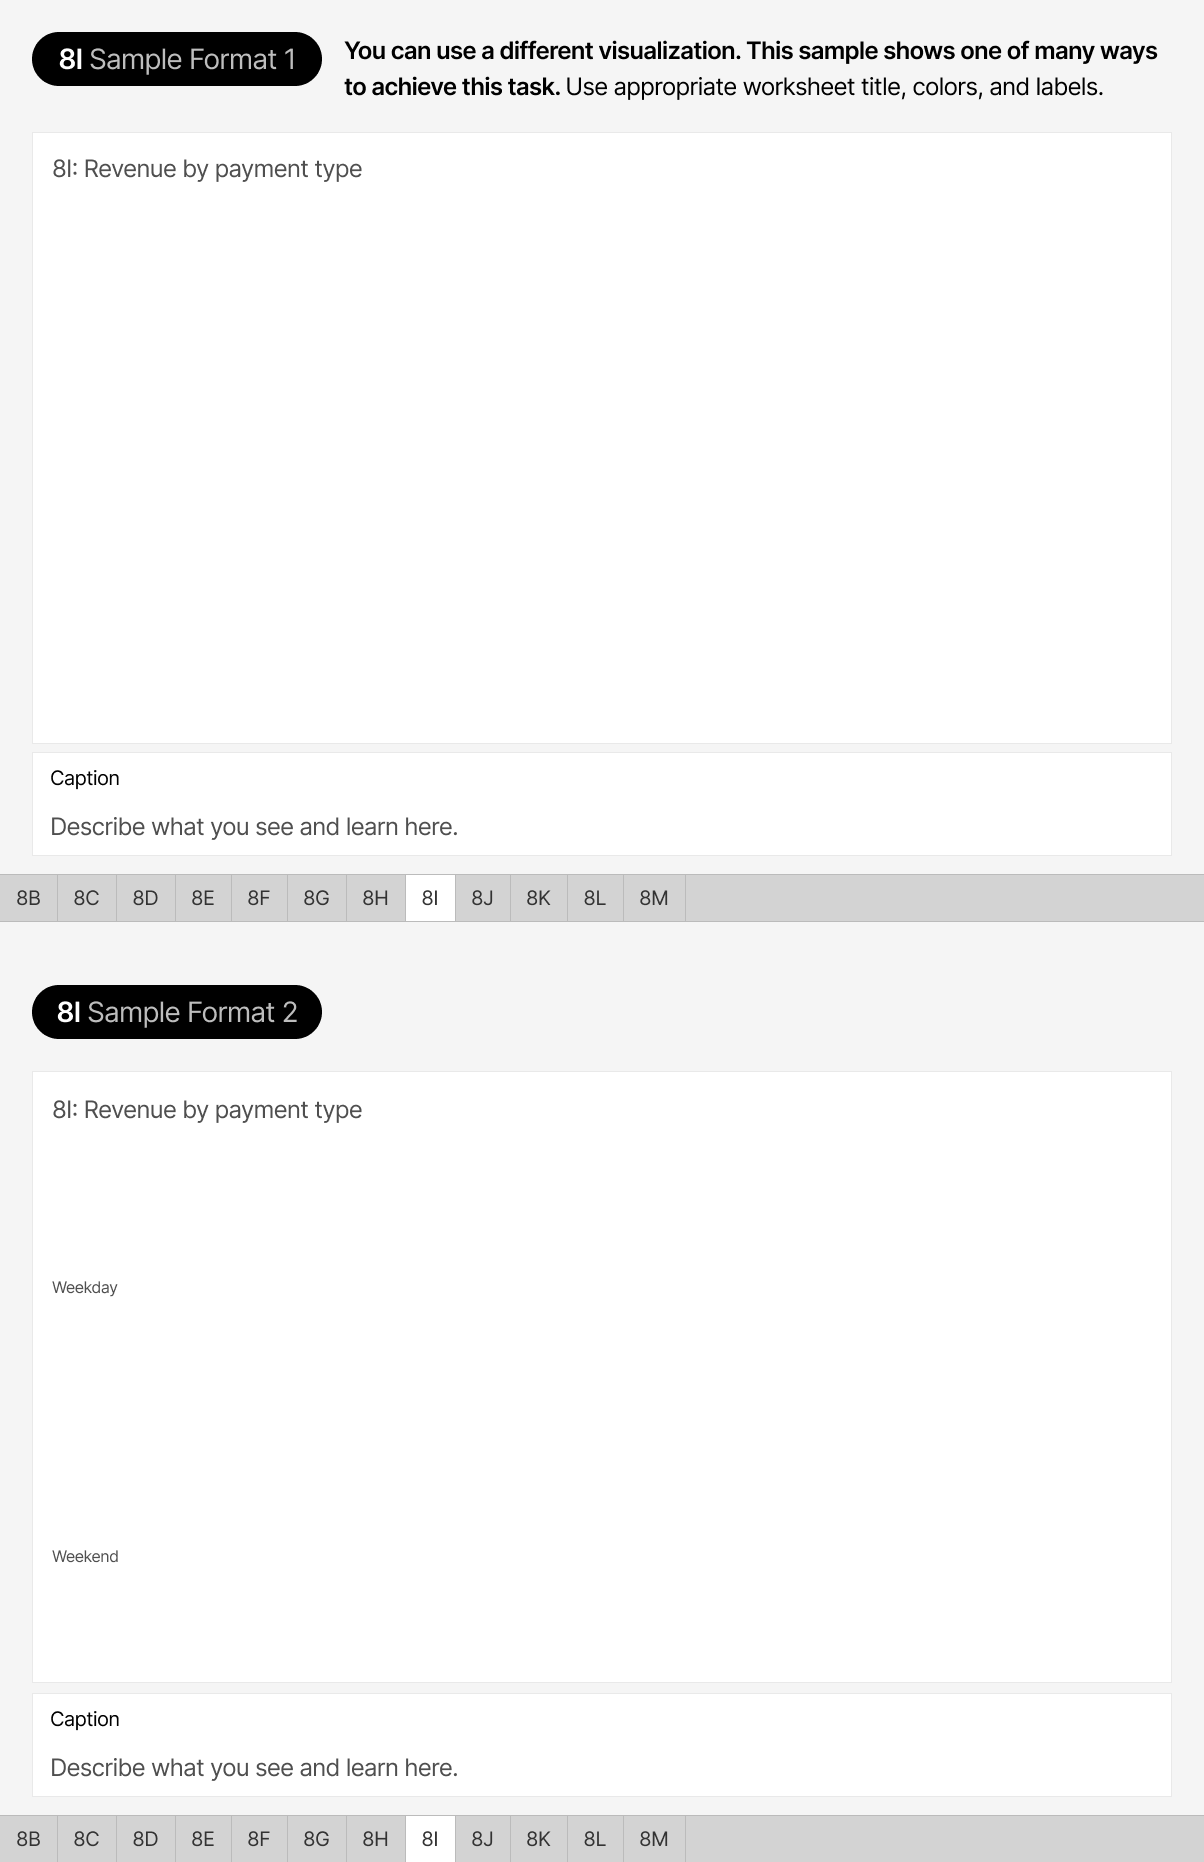 8I Sample Format 1
You can use a different visualization. This sample shows one of many ways
to achieve this task. Use appropriate worksheet title, colors, and labels.
8I: Revenue by payment type
Caption
Describe what you see and learn here.
8B 8C 8D 8E 8F 8G 8H 8I 8J 8K 8L 8M
8I Sample Format 2
8I: Revenue by payment type
Weekday
Weekend
Caption
Describe what you see and learn here.
8B 8C 8D 8E 8F 8G 8H 8I 8J 8K 8L 8M